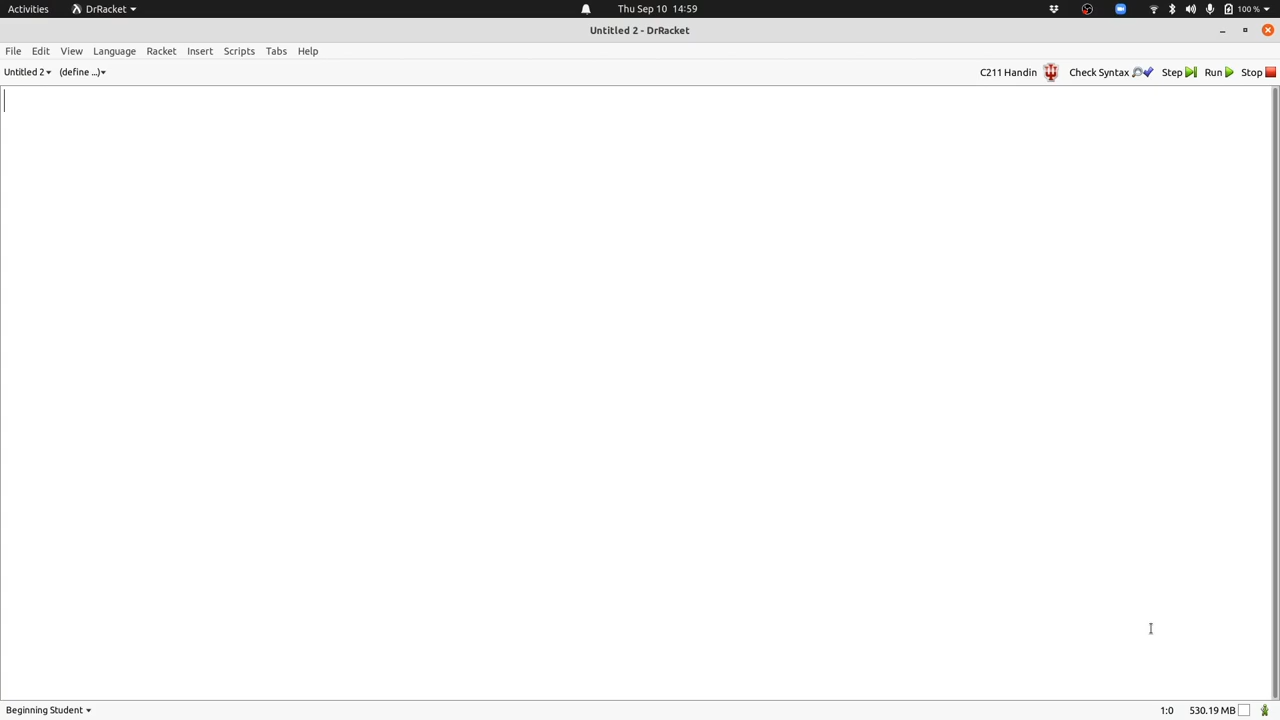 Activities DrRacket Thu Sep 10 14:59 100 %
Untitled 2 - DrRacket
File Edit View Language Racket Insert Scripts Tabs Help
Untitled 2 (define ...) C211 Handin Check Syntax Step Run Stop
Beginning Student 1:0 530.19 MB